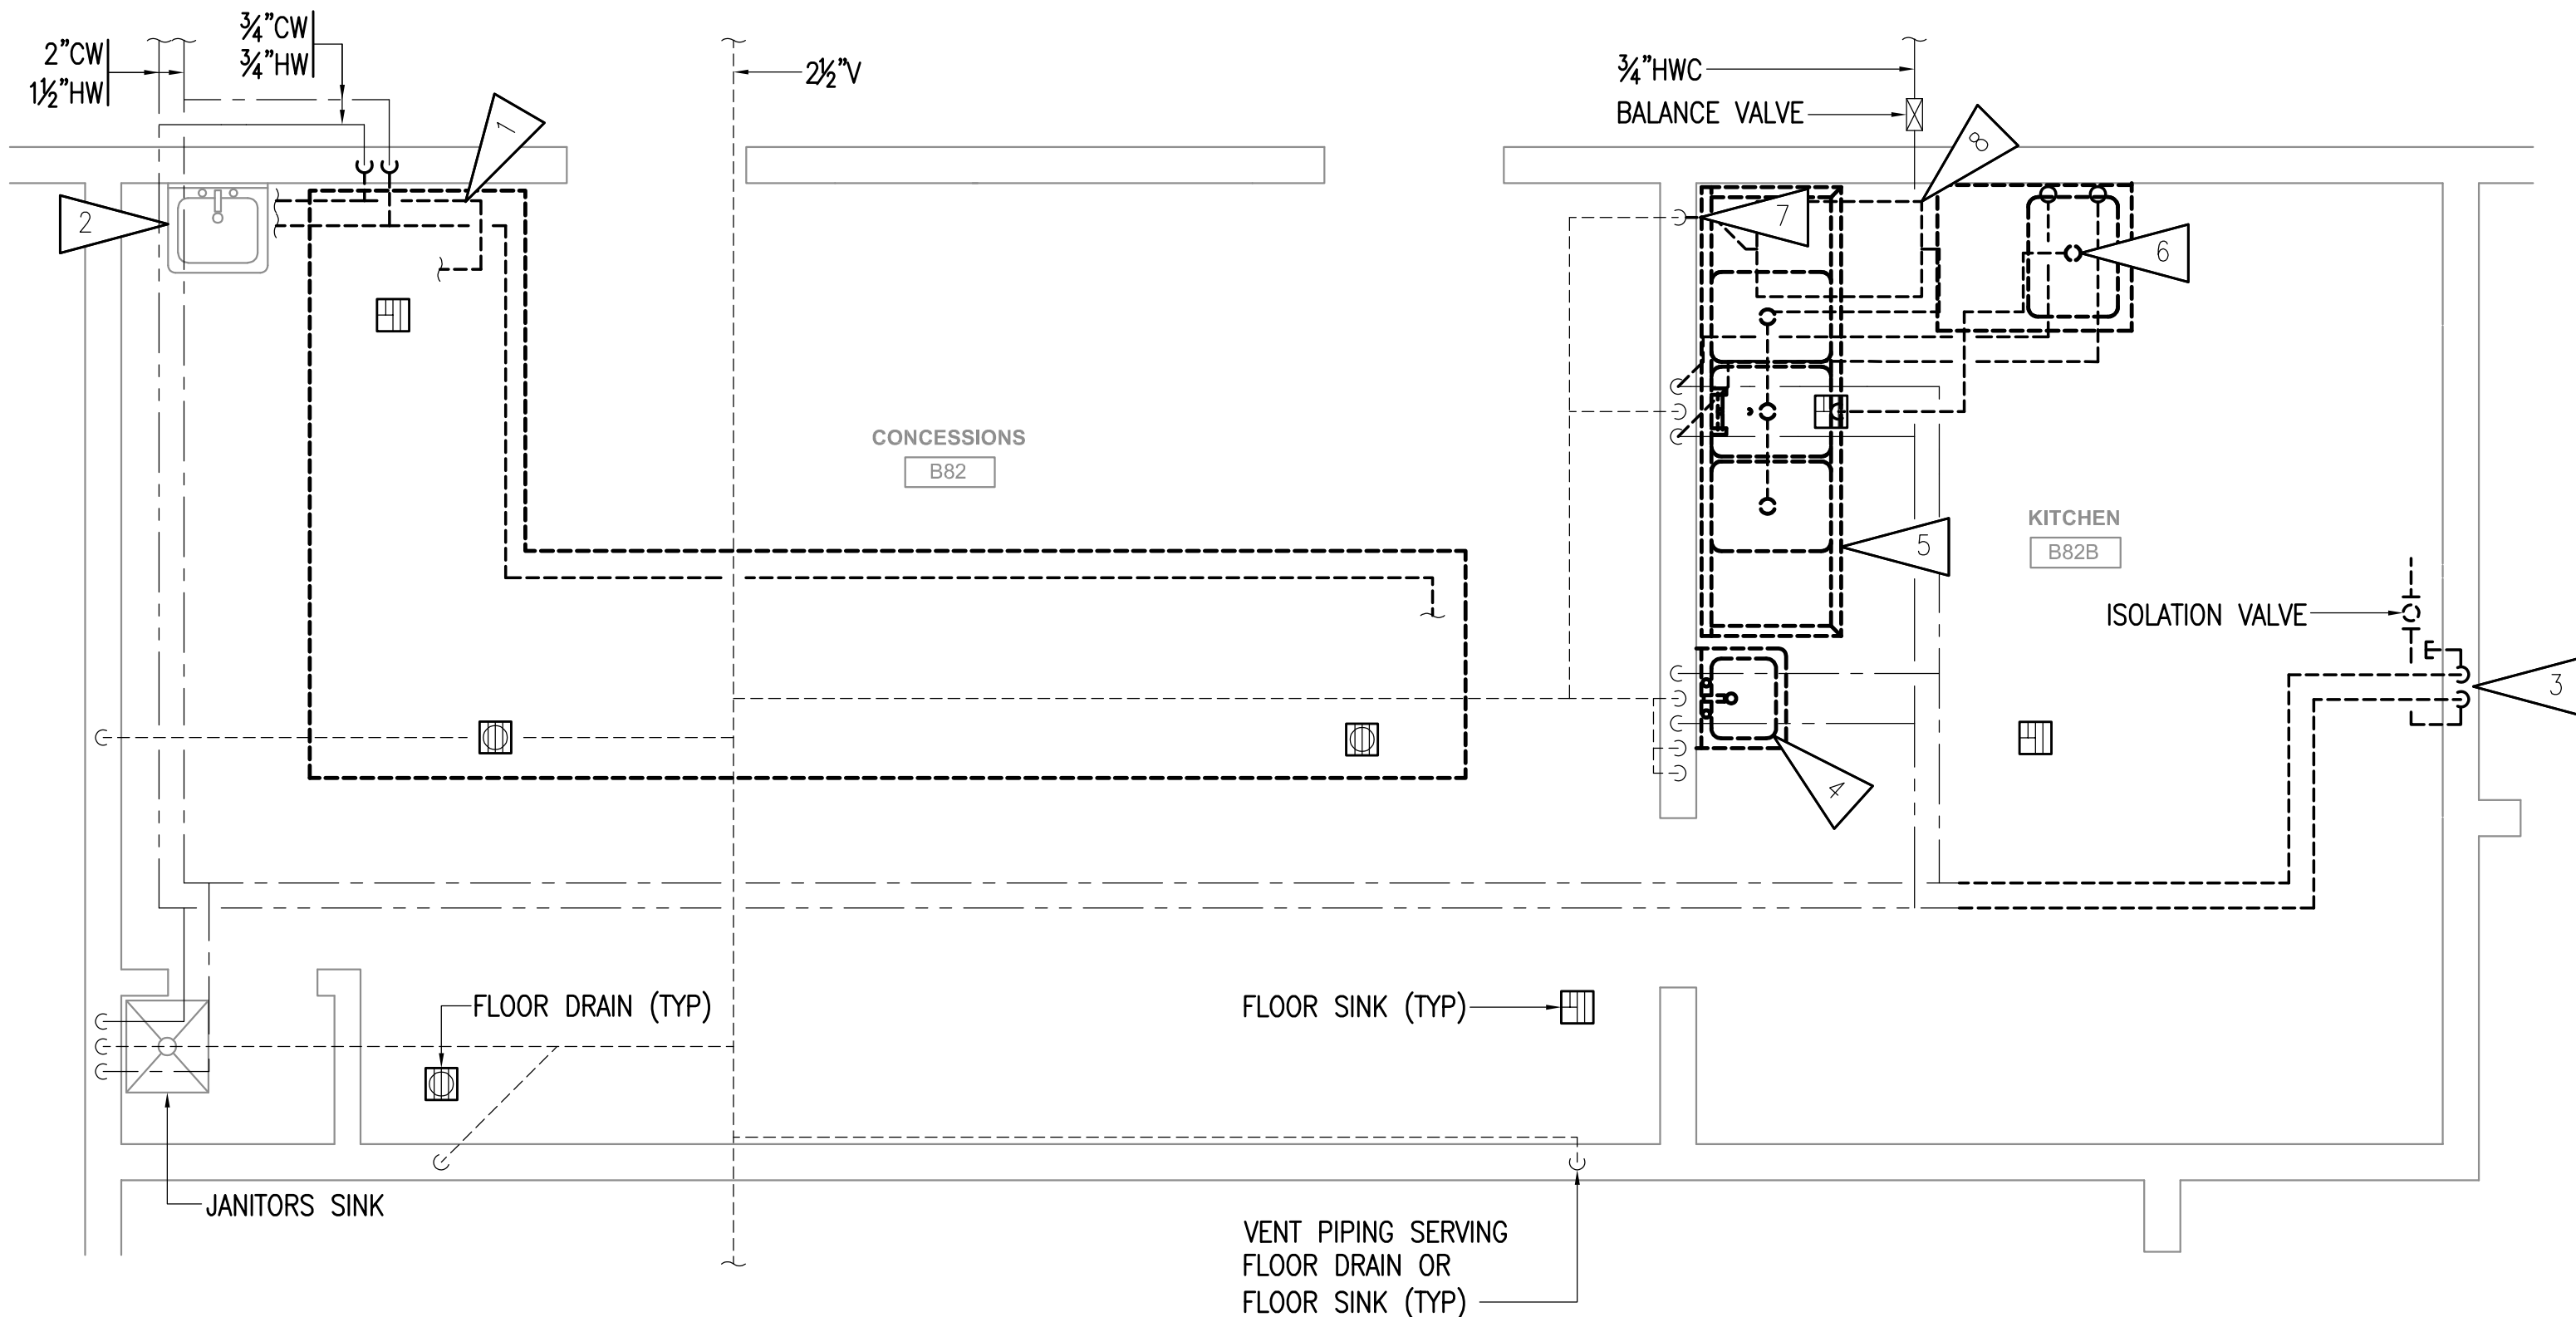 2"CW
1½"HW
¾"CW
¾"HW
1
2½"V
¾"HWC
BALANCE VALVE
8
2
7
6
CONCESSIONS
B82
KITCHEN
B82B
5
ISOLATION VALVE
3
4
FLOOR DRAIN (TYP)
FLOOR SINK (TYP)
JANITORS SINK
VENT PIPING SERVING
FLOOR DRAIN OR
FLOOR SINK (TYP)